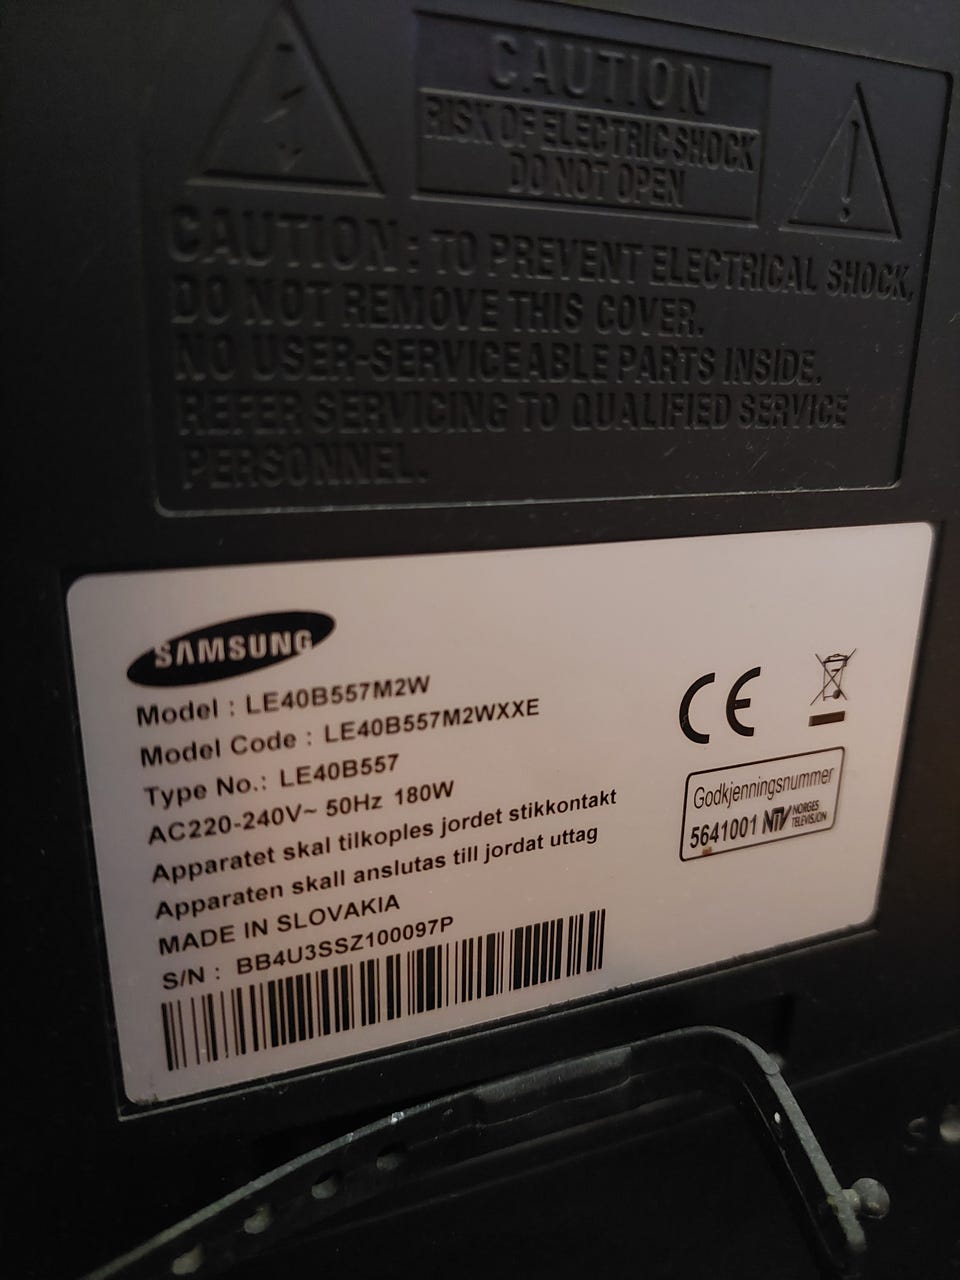 CAUTION
RISK OF ELECTRIC SHOCK
DO NOT OPEN
CAUTION: TO PREVENT ELECTRICAL SHOCK,
DO NOT REMOVE THIS COVER.
NO USER-SERVICEABLE PARTS INSIDE.
REFER SERVICING TO QUALIFIED SERVICE
PERSONNEL.
SAMSUNG
Model : LE40B557M2W
Model Code : LE40B557M2WXXE
Type No.: LE40B557
AC220-240V~ 50Hz 180W
Apparatet skal tilkoples jordet stikkontakt
Apparaten skall anslutas till jordat uttag
MADE IN SLOVAKIA
S/N : BB4U3SSZ100097P
CE
Godkjenningsnummer
5641001 NTV NORGES
TELEVISJON